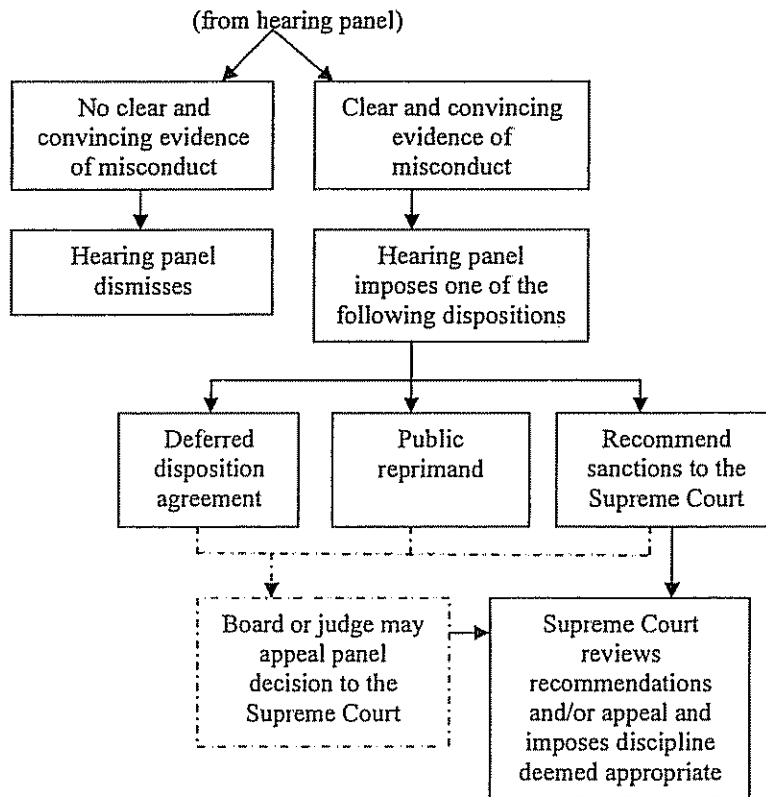 (from hearing panel)
No clear and
convincing evidence
of misconduct
Clear and convincing
evidence of
misconduct
Hearing panel
dismisses
Hearing panel
imposes one of the
following dispositions
Deferred
disposition
agreement
Public
reprimand
Recommend
sanctions to the
Supreme Court
Board or judge may
appeal panel
decision to the
Supreme Court
Supreme Court
reviews
recommendations
and/or appeal and
imposes discipline
deemed appropriate